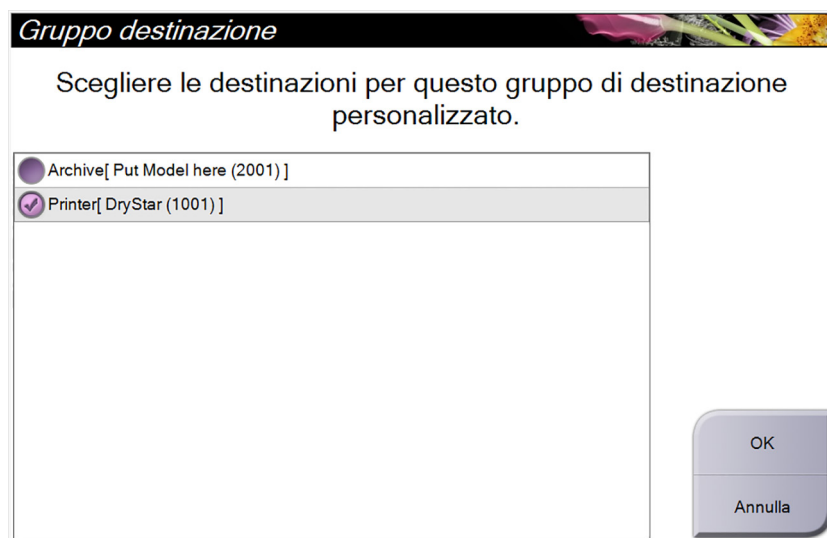 Gruppo destinazione
Scegliere le destinazioni per questo gruppo di destinazione
personalizzato.
Archive[ Put Model here (2001) ]
Printer[ DryStar (1001) ]
OK
Annulla